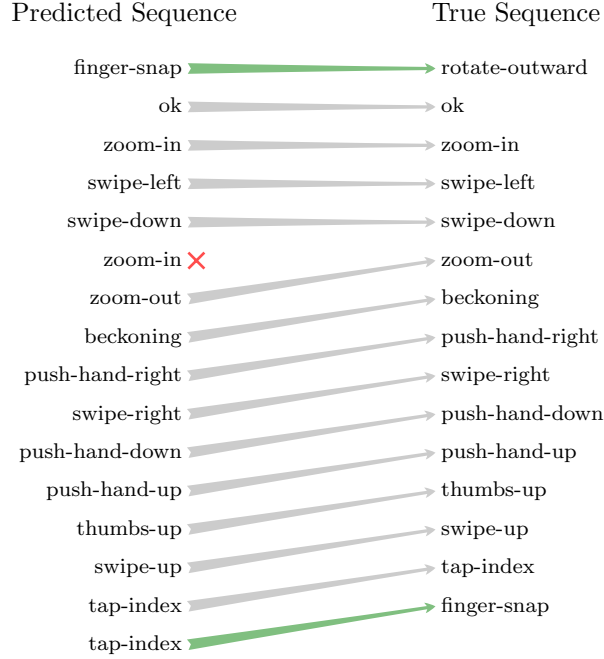 Predicted Sequence True Sequence
finger-snap rotate-outward
ok ok
zoom-in zoom-in
swipe-left swipe-left
swipe-down swipe-down
zoom-in zoom-out
zoom-out beckoning
beckoning push-hand-right
push-hand-right swipe-right
swipe-right push-hand-down
push-hand-down push-hand-up
push-hand-up thumbs-up
thumbs-up swipe-up
swipe-up tap-index
tap-index finger-snap
tap-index